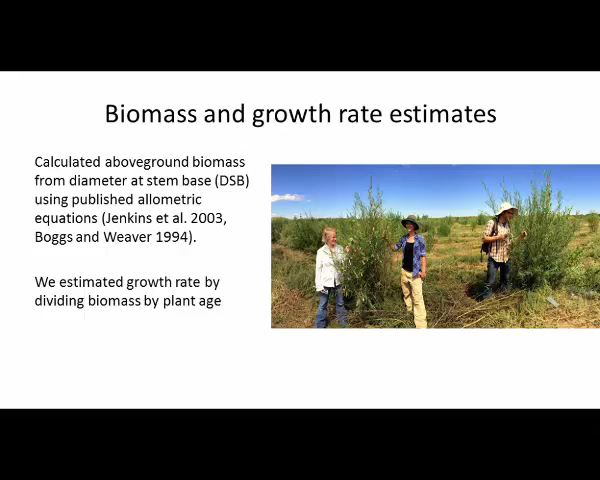 Biomass and growth rate estimates
Calculated aboveground biomass
from diameter at stem base (DSB)
using published allometric
equations (Jenkins et al. 2003,
Boggs and Weaver 1994).
We estimated growth rate by
dividing biomass by plant age